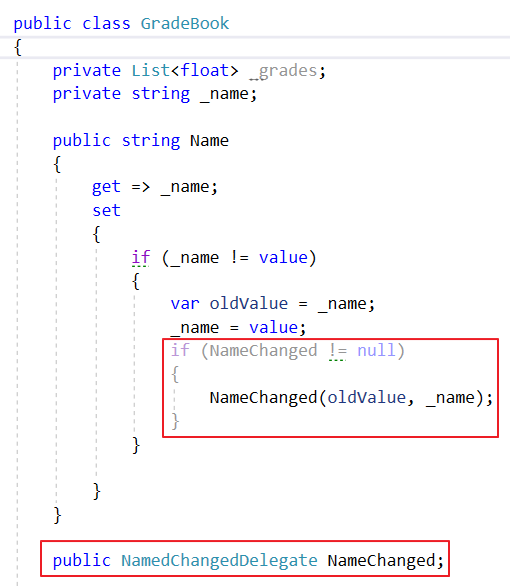 public class GradeBook
{
    private List<float> _grades;
    private string _name;

    public string Name
    {
        get => _name;
        set
        {
            if (_name != value)
            {
                var oldValue = _name;
                _name = value;
                if (NameChanged != null)
                {
                    NameChanged(oldValue, _name);
                }
            }

        }
    }

    public NamedChangedDelegate NameChanged;